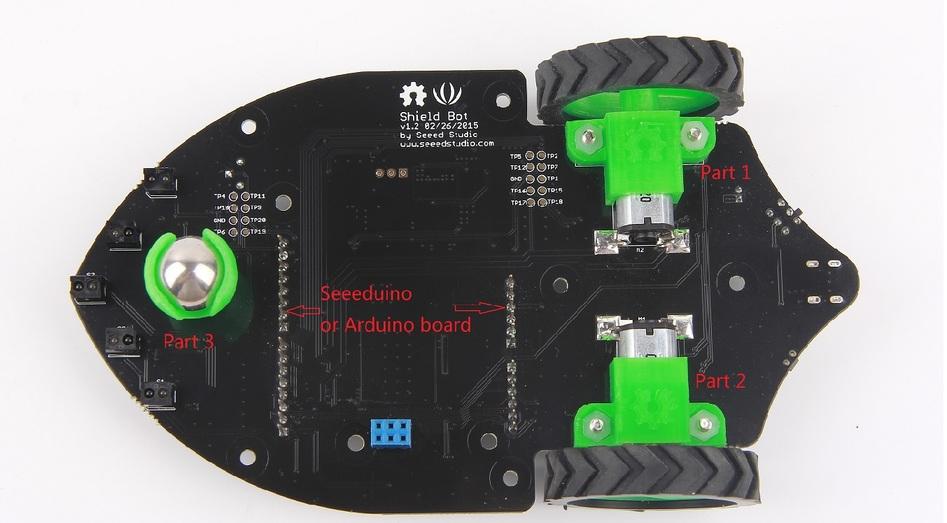 Shield Bot
v1.2 02/26/2015
by Seeed Studio
www.seeedstudio.com
TP5 TP2
TP12 TP7
GND TP1
TP14 TP15
TP17 TP18
Part 1
TP4 TP11
TP9
GND TP20
TP6 TP19
M2
Seeeduino
or Arduino board
Part 3
Part 2